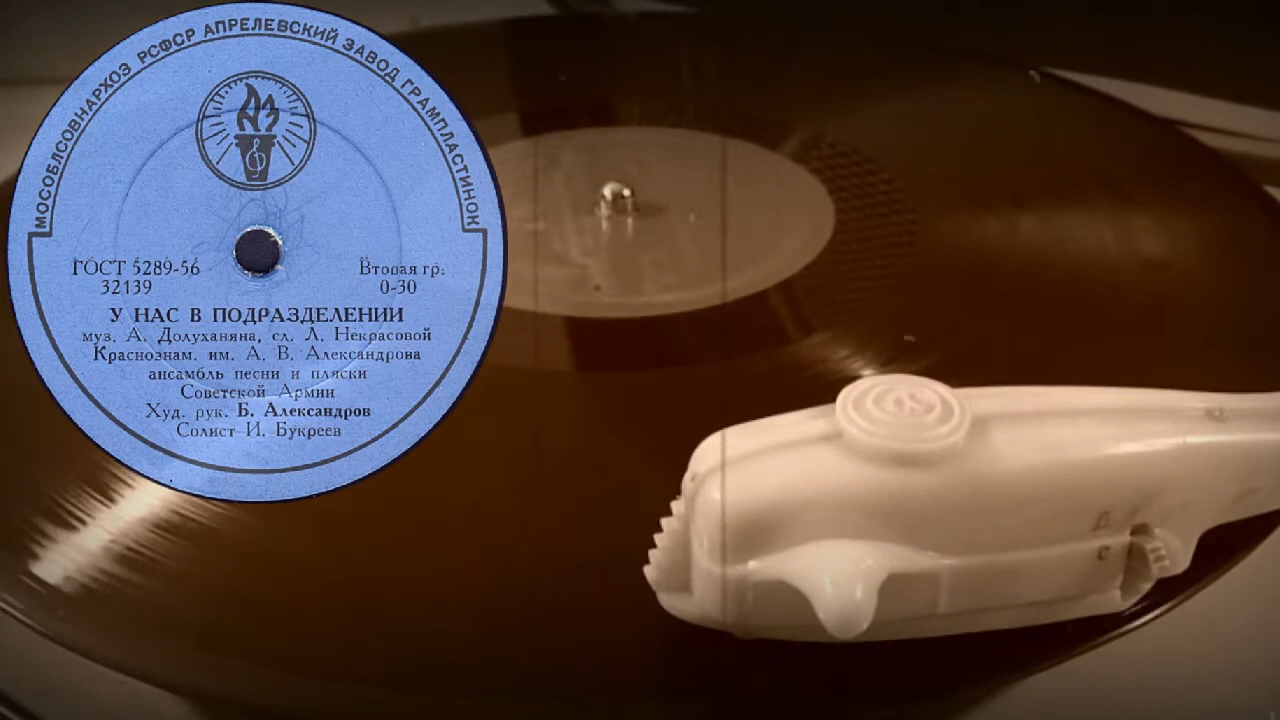 МОСОБЛСОВНАРХОЗ РСФСР АПРЕЛЕВСКИЙ ЗАВОД ГРАМПЛАСТИНОК
ГОСТ 5289-56 Вторая гр.
32139 0-30
У НАС В ПОДРАЗДЕЛЕНИИ
муз. А. Долуханяна, сл. Л. Некрасовой
Краснознам. им. А. В. Александрова
ансамбль песни и пляски
Советской Армии
Худ. рук. Б. Александров
Солист И. Букреев